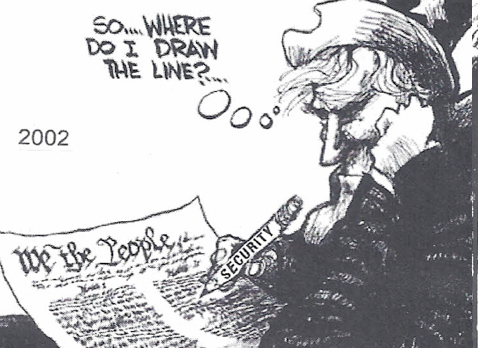 SO....WHERE
DO I DRAW
THE LINE?....
2002
We the People
SECURITY